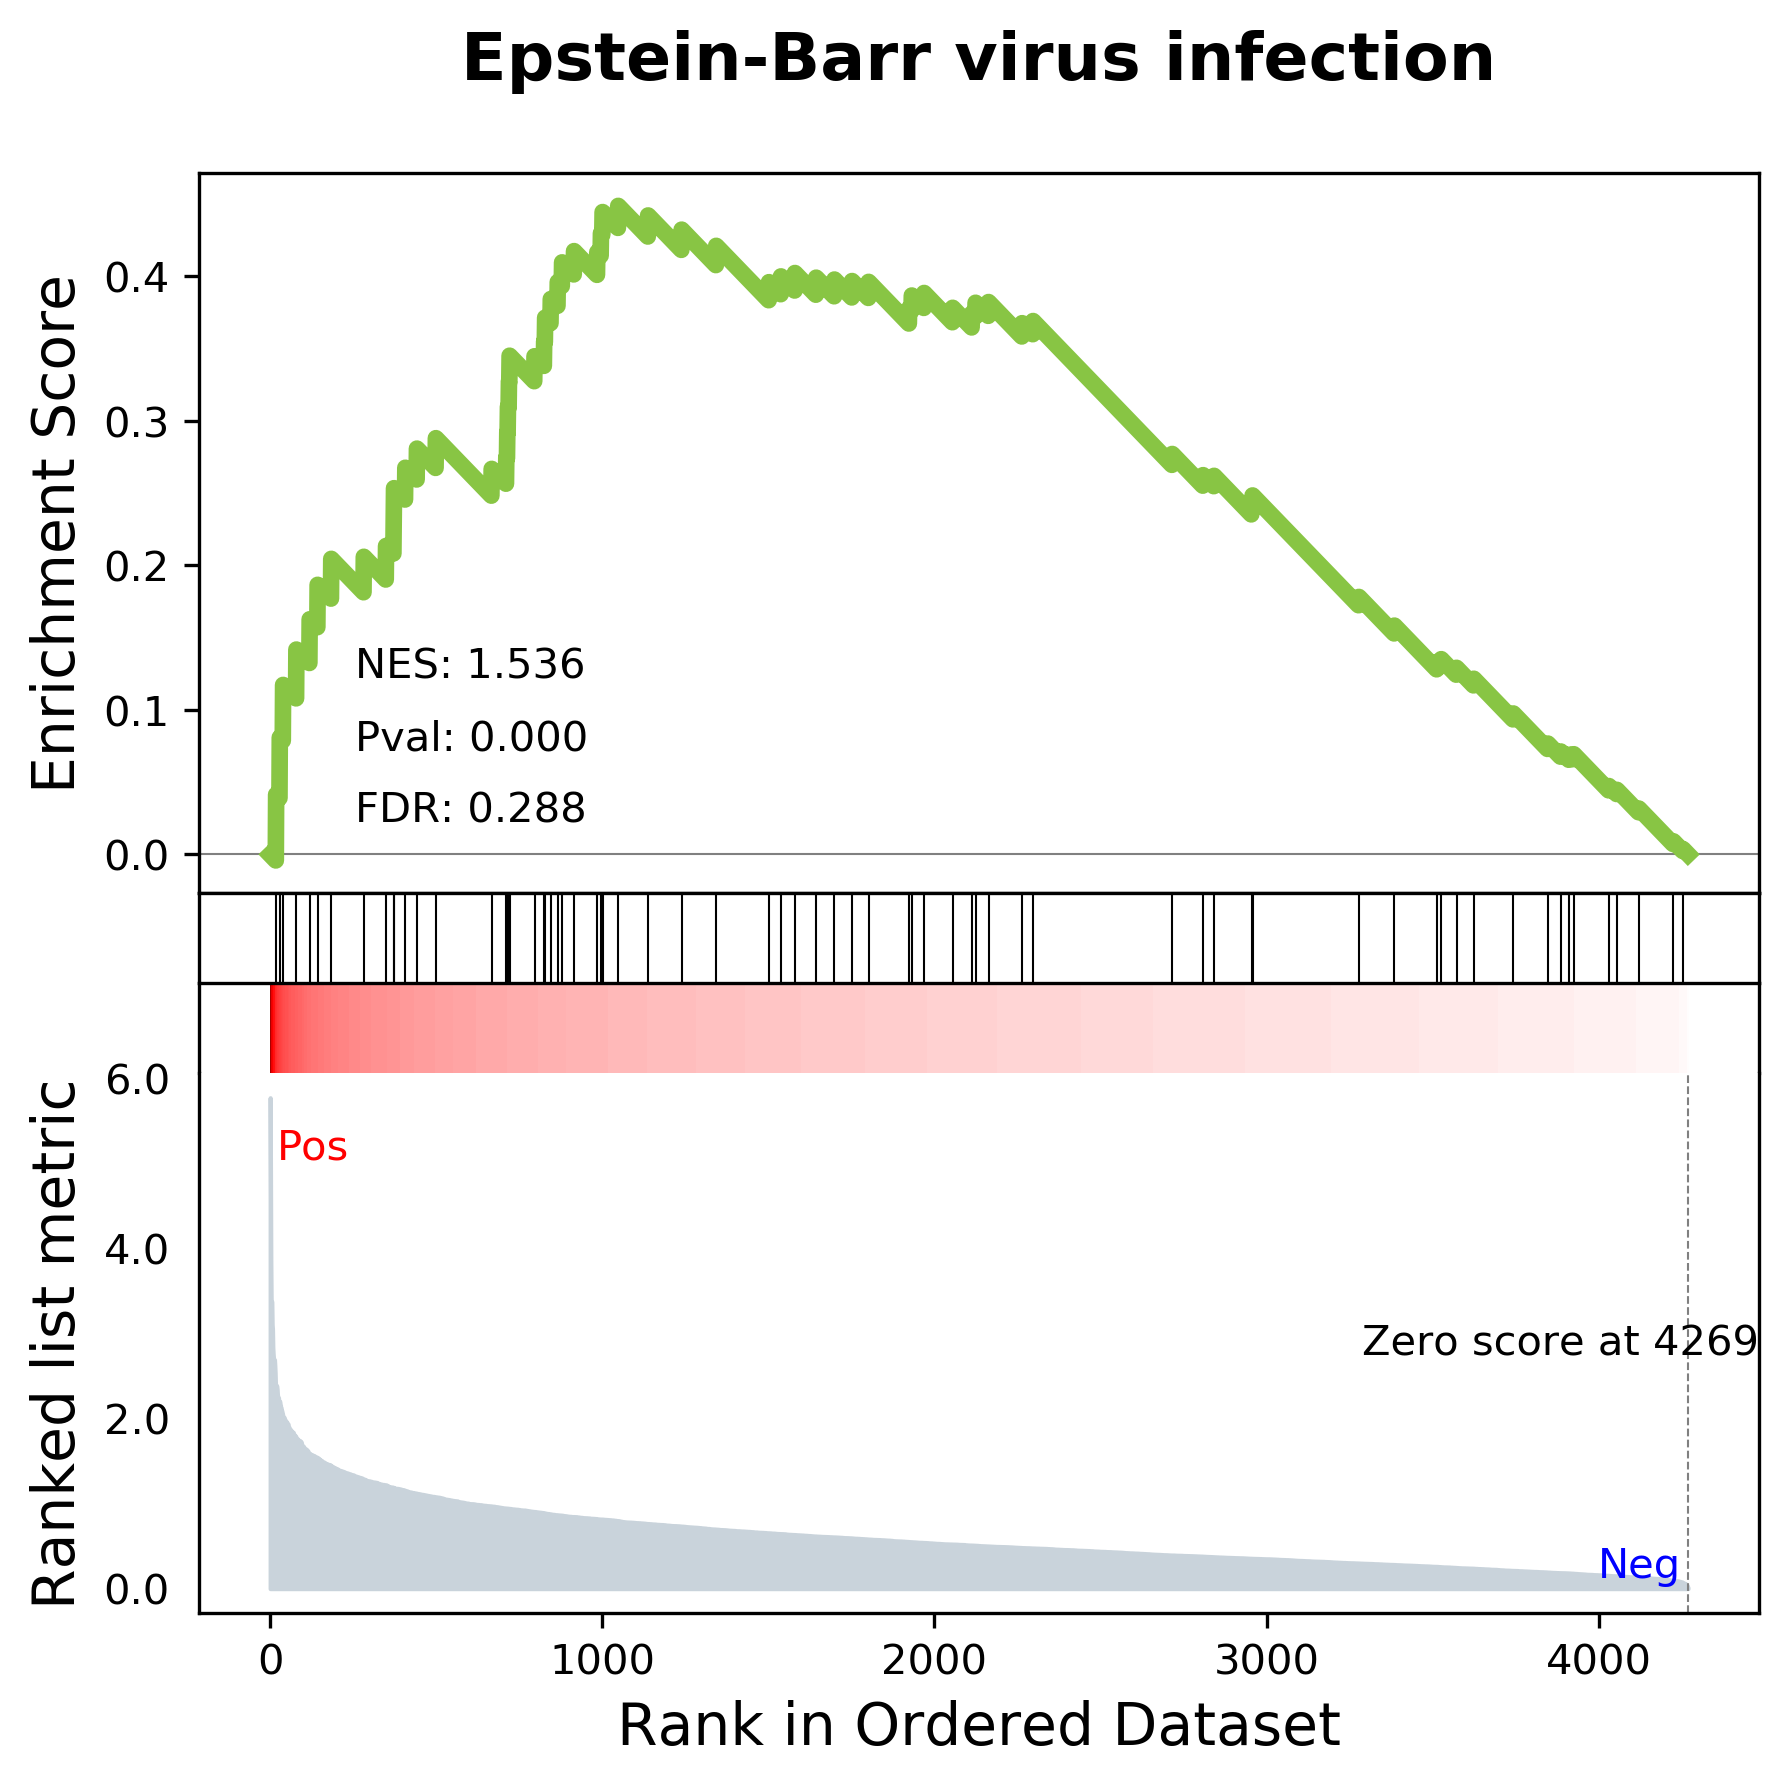 Epstein-Barr virus infection
Enrichment Score
0.4
0.3
0.2
0.1
0.0
NES: 1.536
Pval: 0.000
FDR: 0.288
Ranked list metric
6.0
4.0
2.0
0.0
Pos
Zero score at 4269
Neg
0 1000 2000 3000 4000
Rank in Ordered Dataset